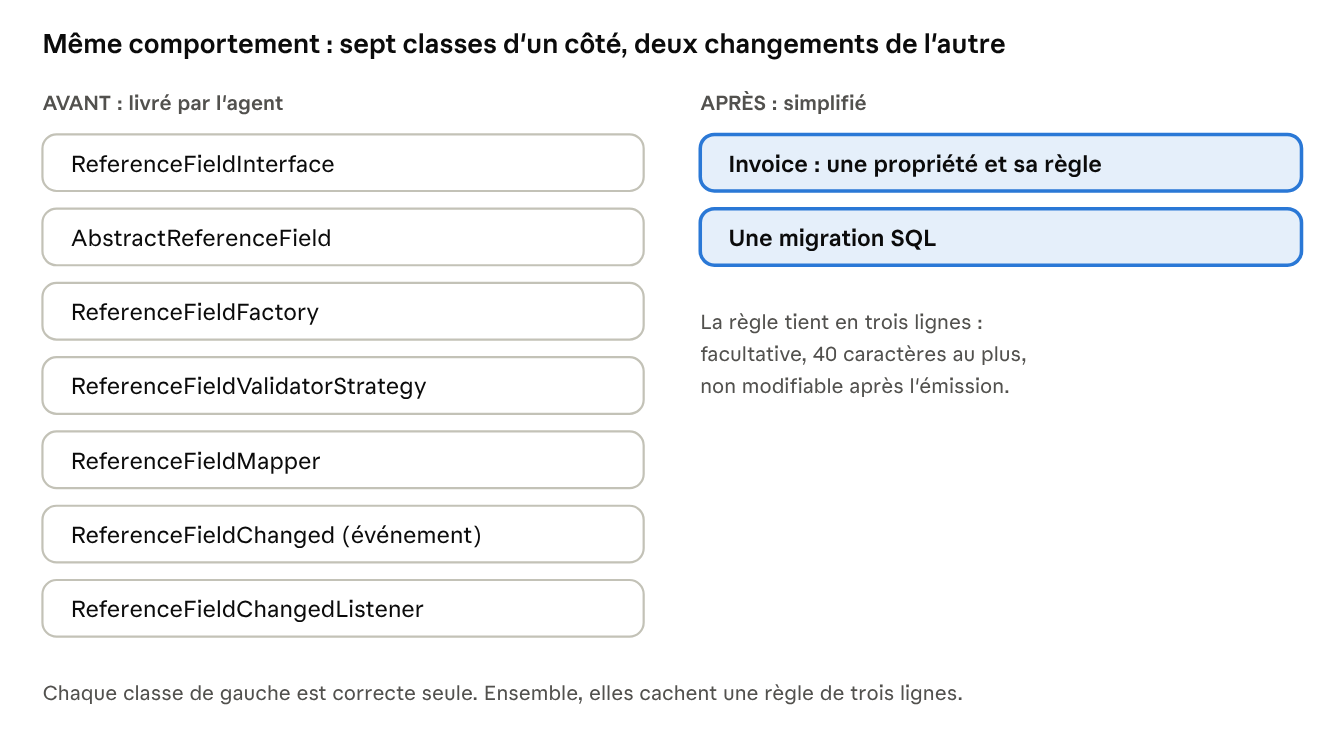 Même comportement : sept classes d'un côté, deux changements de l'autre
AVANT : livré par l'agent
ReferenceFieldInterface
AbstractReferenceField
ReferenceFieldFactory
ReferenceFieldValidatorStrategy
ReferenceFieldMapper
ReferenceFieldChanged (événement)
ReferenceFieldChangedListener
APRÈS : simplifié
Invoice : une propriété et sa règle
Une migration SQL
La règle tient en trois lignes :
facultative, 40 caractères au plus,
non modifiable après l'émission.
Chaque classe de gauche est correcte seule. Ensemble, elles cachent une règle de trois lignes.